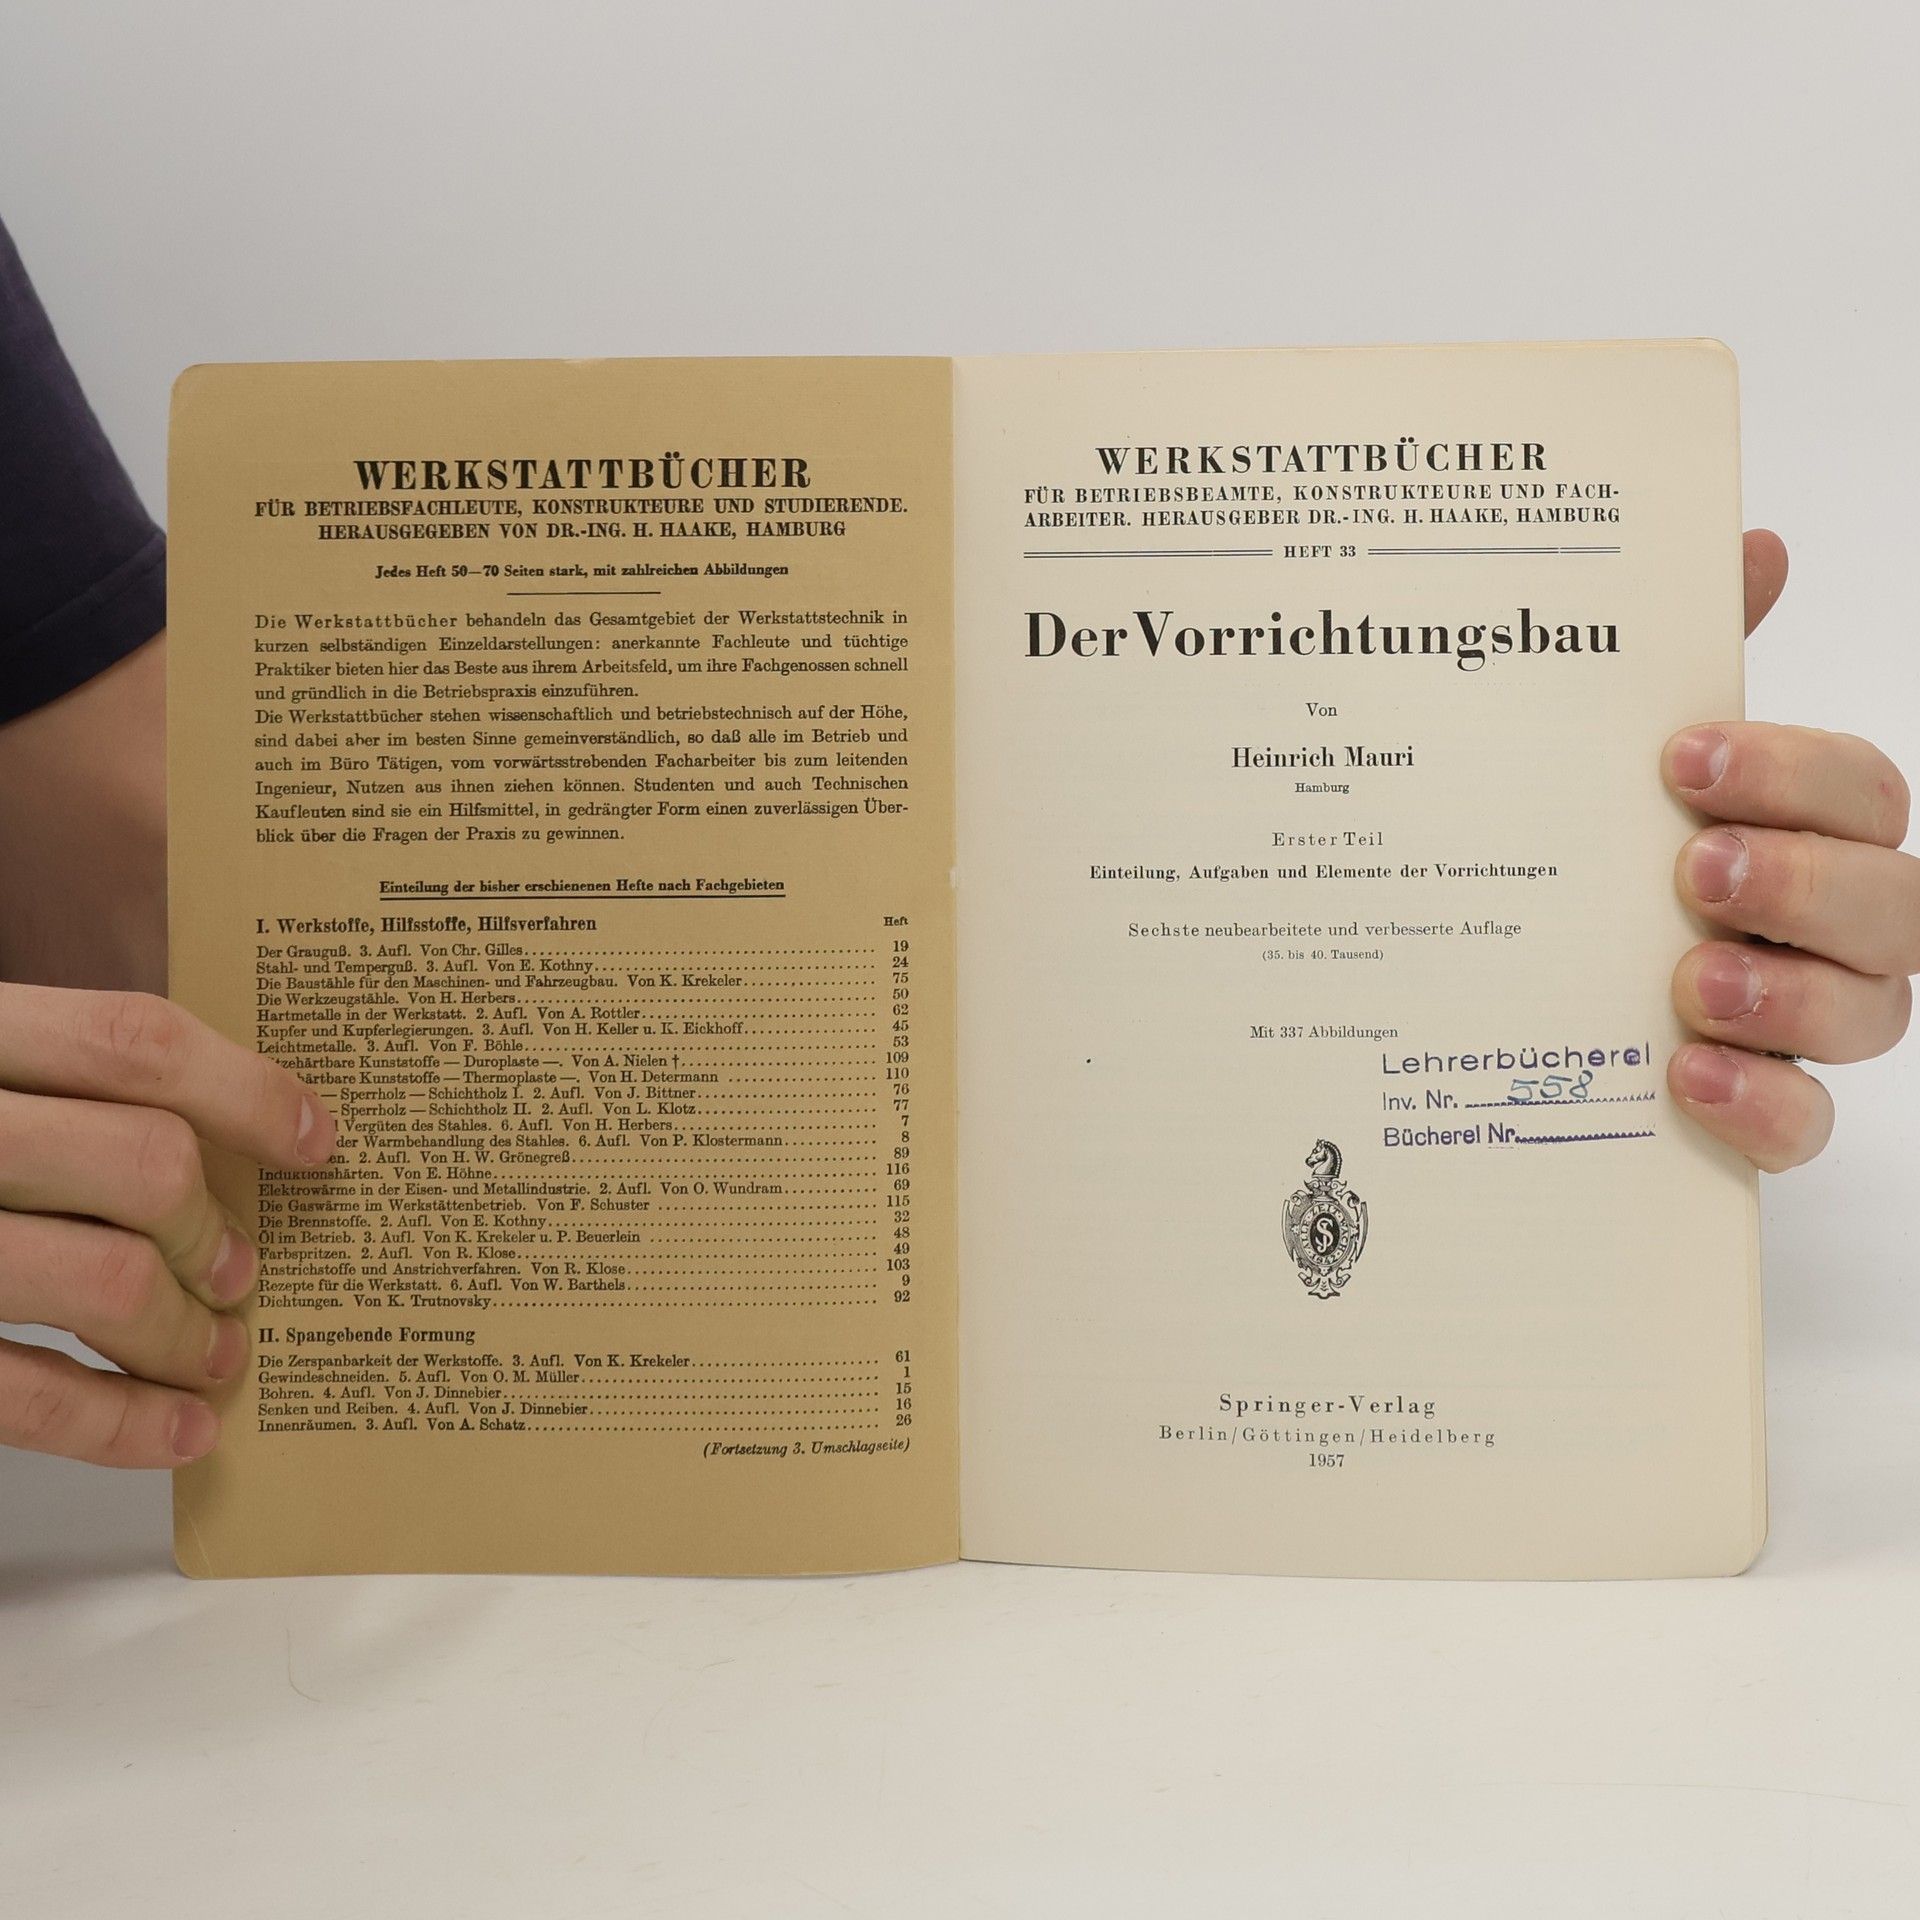 WERKSTATTBÜCHER
FÜR BETRIEBSFACHLEUTE, KONSTRUKTEURE UND STUDIERENDE.
HERAUSGEGEBEN VON DR.-ING. H. HAAKE, HAMBURG
Jedes Heft 50—70 Seiten stark, mit zahlreichen Abbildungen
Die Werkstattbücher behandeln das Gesamtgebiet der Werkstattstechnik in
kurzen selbständigen Einzeldarstellungen: anerkannte Fachleute und tüchtige
Praktiker bieten hier das Beste aus ihrem Arbeitsfeld, um ihre Fachgenossen schnell
und gründlich in die Betriebspraxis einzuführen.
Die Werkstattbücher stehen wissenschaftlich und betriebstechnisch auf der Höhe,
sind dabei aber im besten Sinne gemeinverständlich, so daß alle im Betrieb und
auch im Büro Tätigen, vom vorwärtsstrebenden Facharbeiter bis zum leitenden
Ingenieur, Nutzen aus ihnen ziehen können. Studenten und auch Technischen
Kaufleuten sind sie ein Hilfsmittel, in gedrängter Form einen zuverlässigen Über-
blick über die Fragen der Praxis zu gewinnen.
Einteilung der bisher erschienenen Hefte nach Fachgebieten
I. Werkstoffe, Hilfsstoffe, Hilfsverfahren Heft
Der Grauguß. 3. Aufl. Von Chr. Gilles 19
Stahl- und Temperguß. 3. Aufl. Von E. Kothny 24
Die Baustähle für den Maschinen- und Fahrzeugbau. Von K. Krekeler 75
Die Werkzeugstähle. Von H. Herbers 50
Hartmetalle in der Werkstatt. 2. Aufl. Von A. Rottler 62
Kupfer und Kupferlegierungen. 3. Aufl. Von H. Keller u. K. Eickhoff 45
Leichtmetalle. 3. Aufl. Von F. Böhle 53
Kunststoffe — Duroplaste —. Von A. Nielen † 109
Kunststoffe — Thermoplaste —. Von H. Determann 110
— Sperrholz — Schichtholz I. 2. Aufl. Von J. Bittner 76
— Sperrholz — Schichtholz II. 2. Aufl. Von L. Klotz 77
Vergüten des Stahles. 6. Aufl. Von H. Herbers 7
der Warmbehandlung des Stahles. 6. Aufl. Von P. Klostermann 8
2. Aufl. Von H. W. Grönegreß 89
Induktionshärten. Von E. Höhne 116
Elektrowärme in der Eisen- und Metallindustrie. 2. Aufl. Von O. Wundram 69
Die Gaswärme im Werkstättenbetrieb. Von F. Schuster 115
Die Brennstoffe. 2. Aufl. Von E. Kothny 32
Öl im Betrieb. 3. Aufl. Von K. Krekeler u. P. Beuerlein 48
Farbspritzen. 2. Aufl. Von R. Klose 49
Anstrichstoffe und Anstrichverfahren. Von R. Klose 103
Rezepte für die Werkstatt. 6. Aufl. Von W. Barthels 9
Dichtungen. Von K. Trutnovsky 92
II. Spangebende Formung
Die Zerspanbarkeit der Werkstoffe. 3. Aufl. Von K. Krekeler 61
Gewindeschneiden. 5. Aufl. Von O. M. Müller 1
Bohren. 4. Aufl. Von J. Dinnebier 15
Senken und Reiben. 4. Aufl. Von J. Dinnebier 16
Innenräumen. 3. Aufl. Von A. Schatz 26
(Fortsetzung 3. Umschlagseite)
WERKSTATTBÜCHER
FÜR BETRIEBSBEAMTE, KONSTRUKTEURE UND FACH-
ARBEITER. HERAUSGEBER DR.-ING. H. HAAKE, HAMBURG
HEFT 33
Der Vorrichtungsbau
Von
Heinrich Mauri
Hamburg
Erster Teil
Einteilung, Aufgaben und Elemente der Vorrichtungen
Sechste neubearbeitete und verbesserte Auflage
(35. bis 40. Tausend)
Mit 337 Abbildungen
Lehrerbücherei
Inv. Nr. 558
Bücherei Nr.
Springer-Verlag
Berlin/Göttingen/Heidelberg
1957